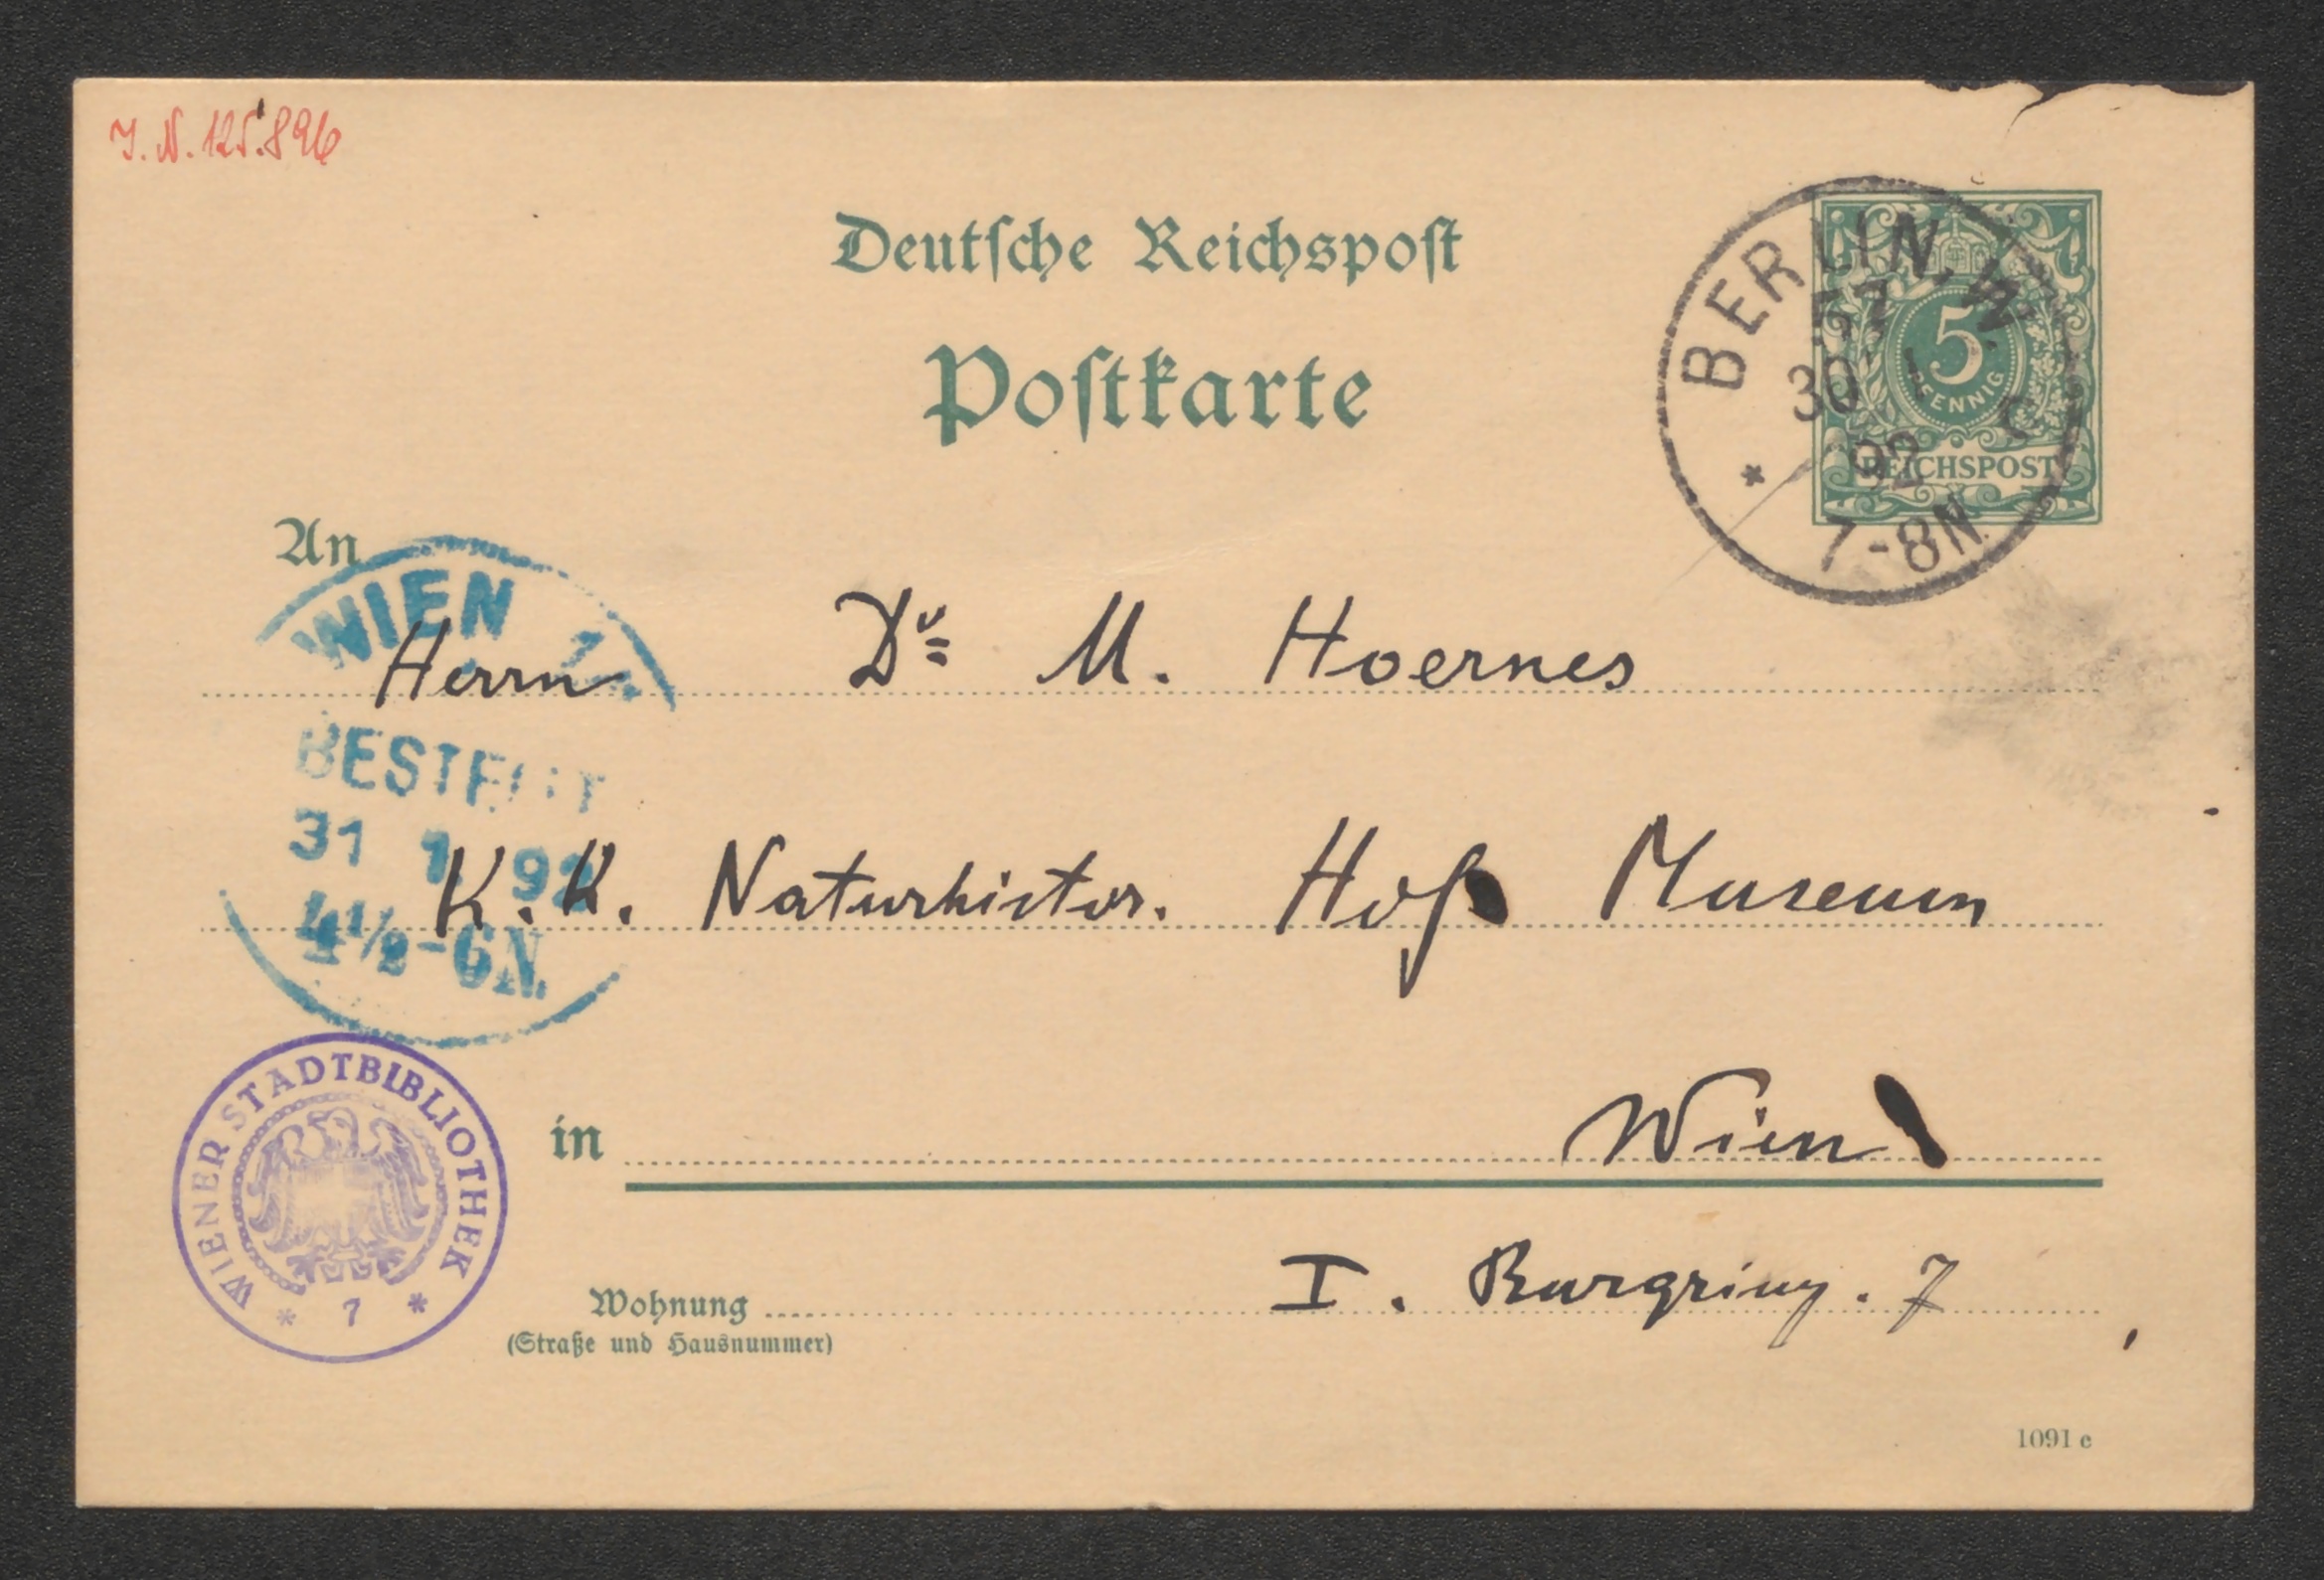 J. N. 125.896
Deutsche Reichspost
Postkarte
BERLIN. W.
57
30 1
92
7-8N.
5
PFENNIG
REICHSPOST
An
WIEN 1.
BESTELLT
31 1 92
4½-6N.
Herrn Dr M. Hoernes
K. K. Naturhistor. Hof Museum
in Wien
WIENER STADTBIBLIOTHEK
* 7 *
Wohnung I. Burgring. 7
(Straße und Hausnummer)
1091 c